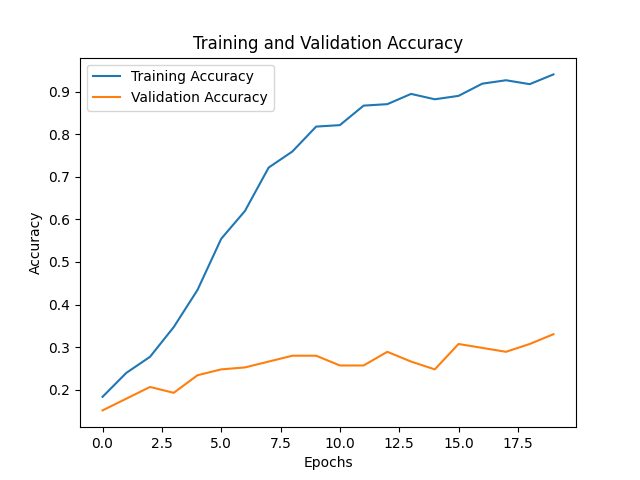 Training and Validation Accuracy
Training Accuracy
Validation Accuracy
0.9
0.8
0.7
0.6
0.5
0.4
0.3
0.2
Accuracy
0.0 2.5 5.0 7.5 10.0 12.5 15.0 17.5
Epochs